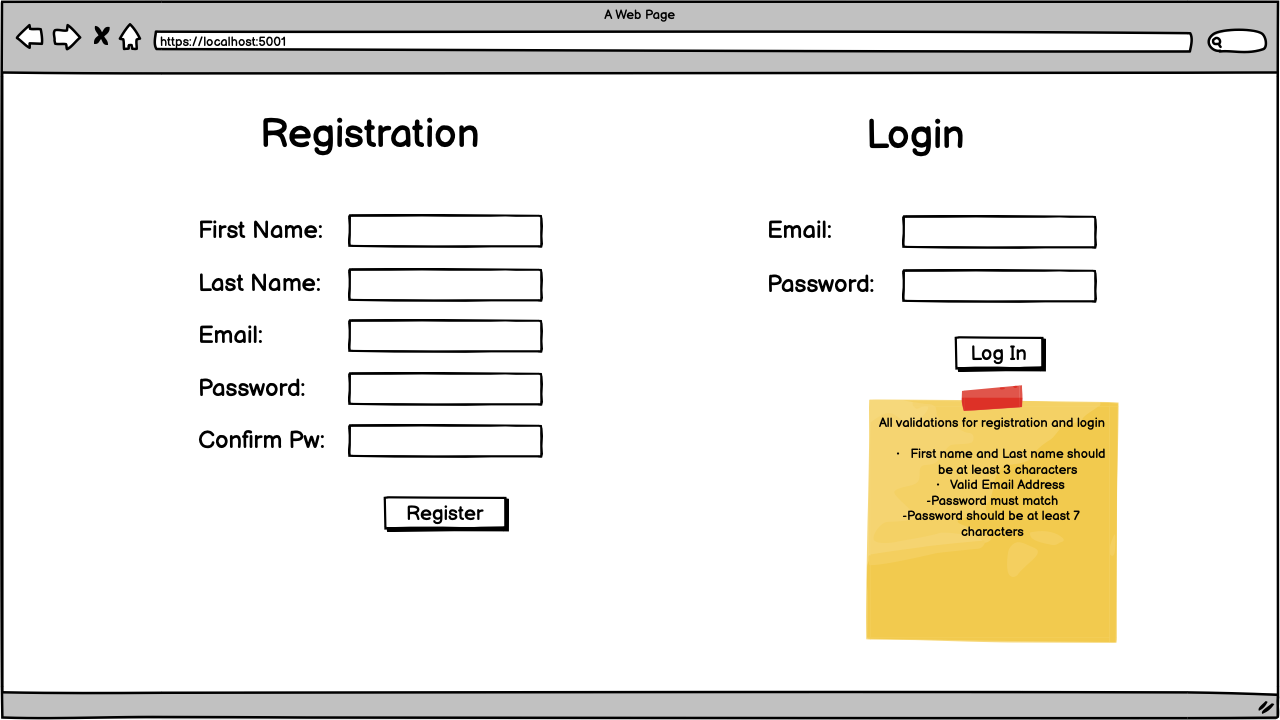 A Web Page
https://localhost:5001
Registration
First Name:
Last Name:
Email:
Password:
Confirm Pw:
Register
Login
Email:
Password:
Log In
All validations for registration and login
· First name and Last name should
be at least 3 characters
· Valid Email Address
-Password must match
-Password should be at least 7
characters